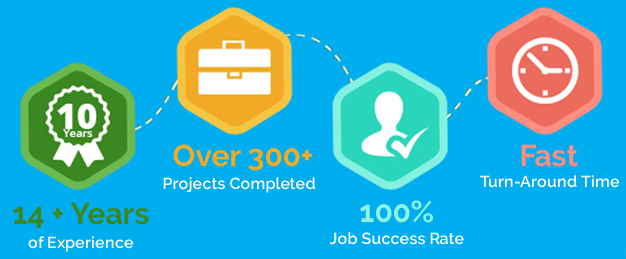 10
Years
14 + Years
of Experience
Over 300+
Projects Completed
100%
Job Success Rate
Fast
Turn-Around Time